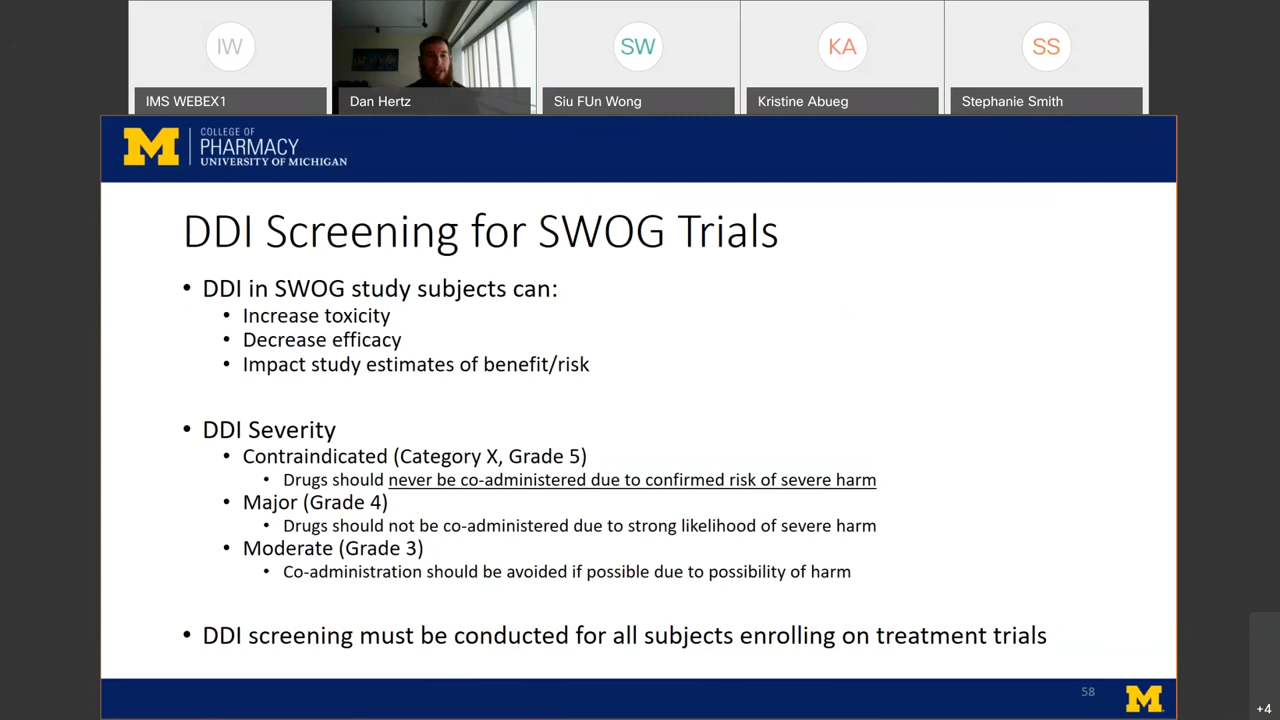 IW
SW
KA
SS
IMS WEBEX1
Dan Hertz
Siu FUn Wong
Kristine Abueg
Stephanie Smith
M
COLLEGE OF
PHARMACY
UNIVERSITY OF MICHIGAN
DDI Screening for SWOG Trials
• DDI in SWOG study subjects can:
• Increase toxicity
• Decrease efficacy
• Impact study estimates of benefit/risk
• DDI Severity
• Contraindicated (Category X, Grade 5)
• Drugs should never be co-administered due to confirmed risk of severe harm
• Major (Grade 4)
• Drugs should not be co-administered due to strong likelihood of severe harm
• Moderate (Grade 3)
• Co-administration should be avoided if possible due to possibility of harm
• DDI screening must be conducted for all subjects enrolling on treatment trials
58
M
+4